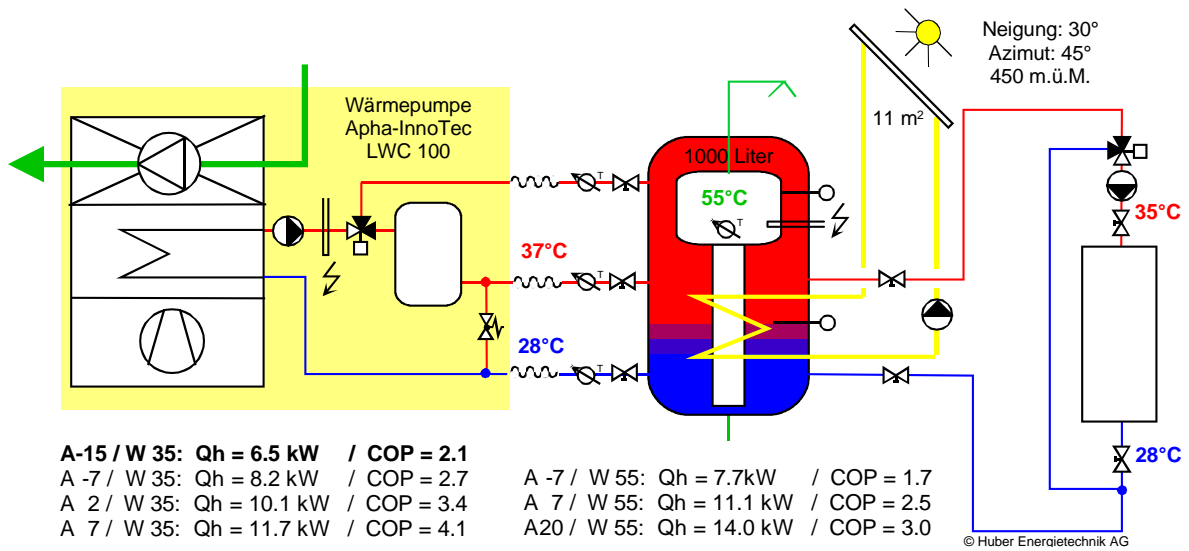 Neigung: 30°
Azimut: 45°
450 m.ü.M.
Wärmepumpe
Apha-InnoTec
LWC 100
11 m²
1000 Liter
T
55°C
T
35°C
37°C
T
28°C
T
28°C
A-15 / W 35: Qh = 6.5 kW / COP = 2.1
A -7 / W 35: Qh = 8.2 kW / COP = 2.7
A 2 / W 35: Qh = 10.1 kW / COP = 3.4
A 7 / W 35: Qh = 11.7 kW / COP = 4.1
A -7 / W 55: Qh = 7.7kW / COP = 1.7
A 7 / W 55: Qh = 11.1 kW / COP = 2.5
A20 / W 55: Qh = 14.0 kW / COP = 3.0
© Huber Energietechnik AG